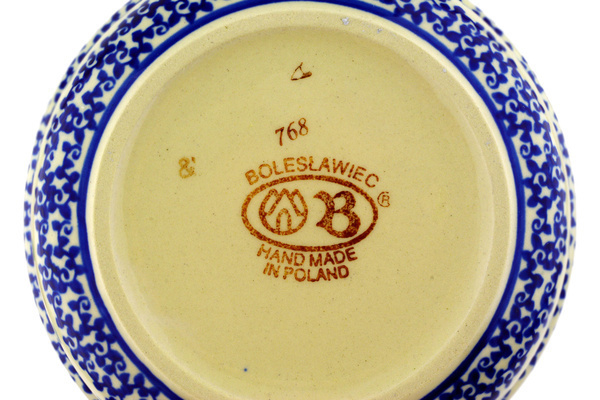 768
&
BOLESŁAWIEC
B ®
HAND MADE
IN POLAND